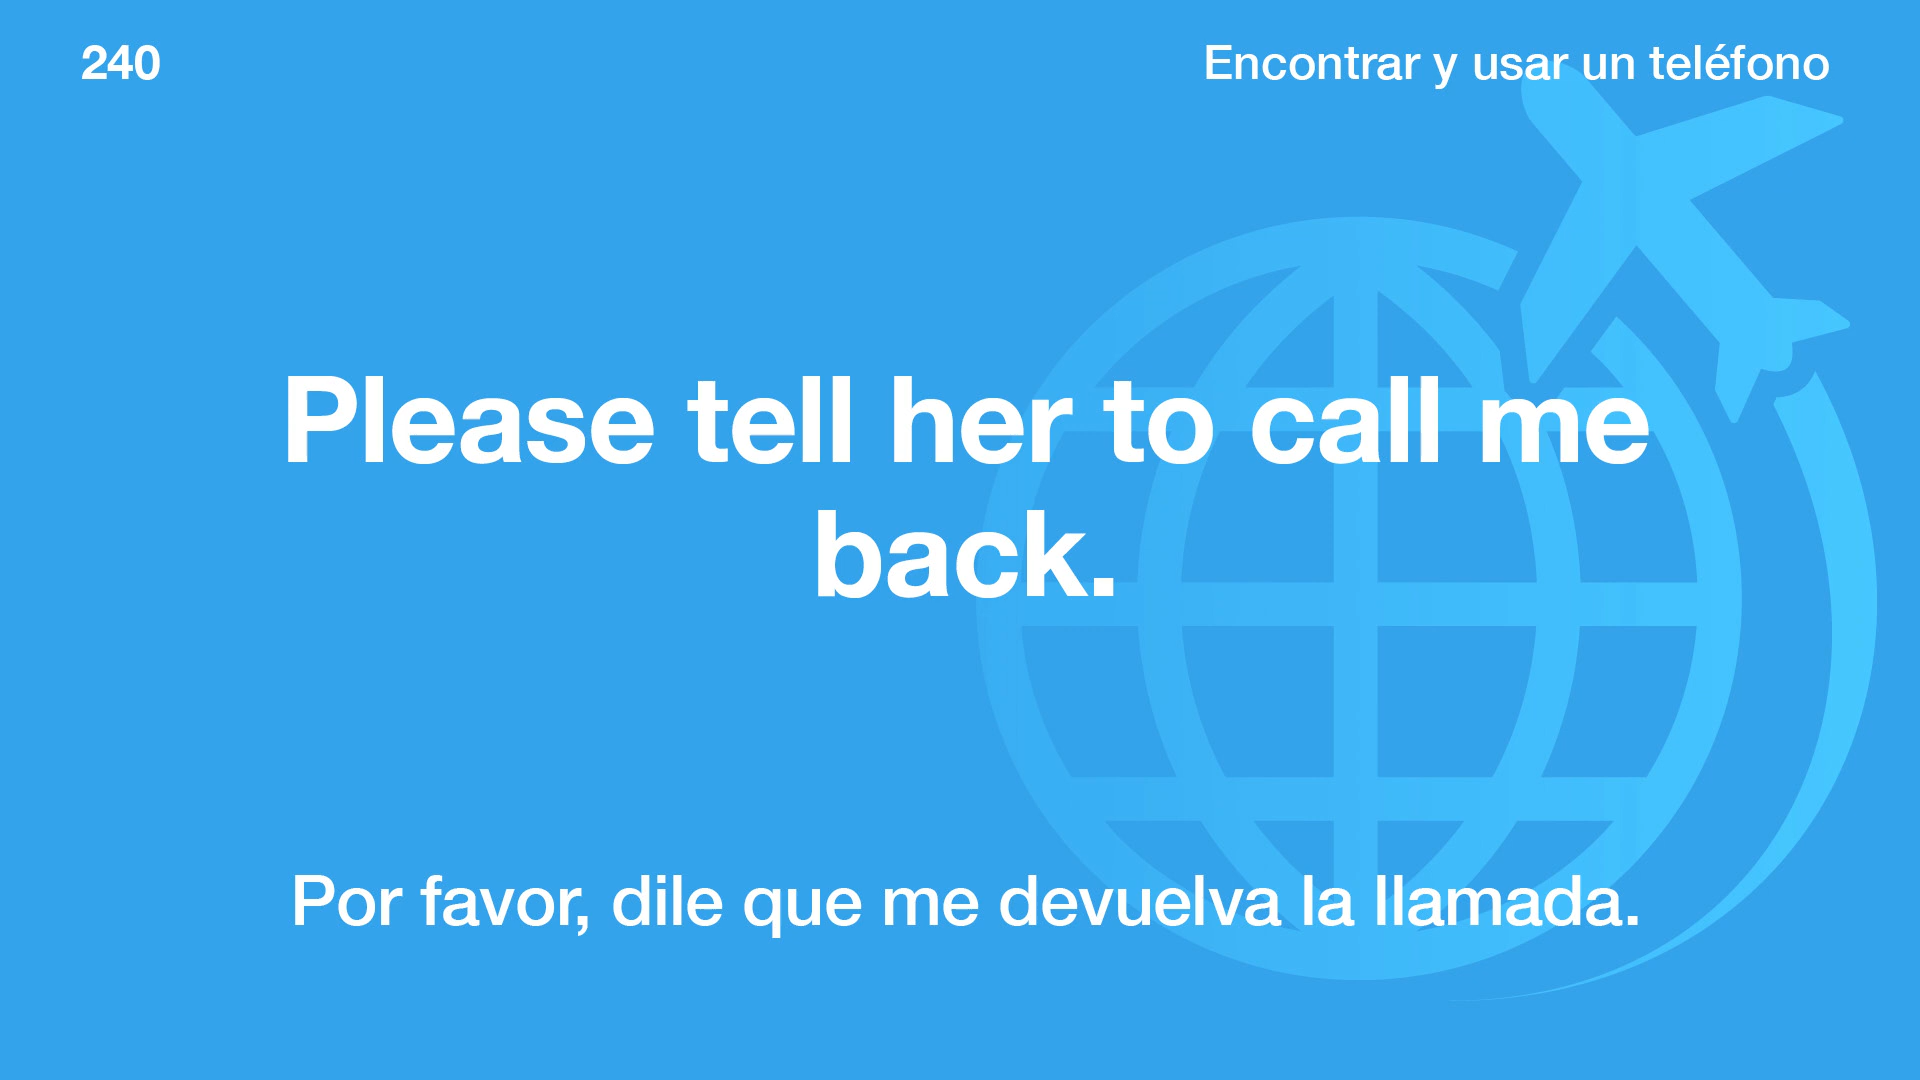 240
Encontrar y usar un teléfono
Please tell her to call me
back.
Por favor, dile que me devuelva la llamada.